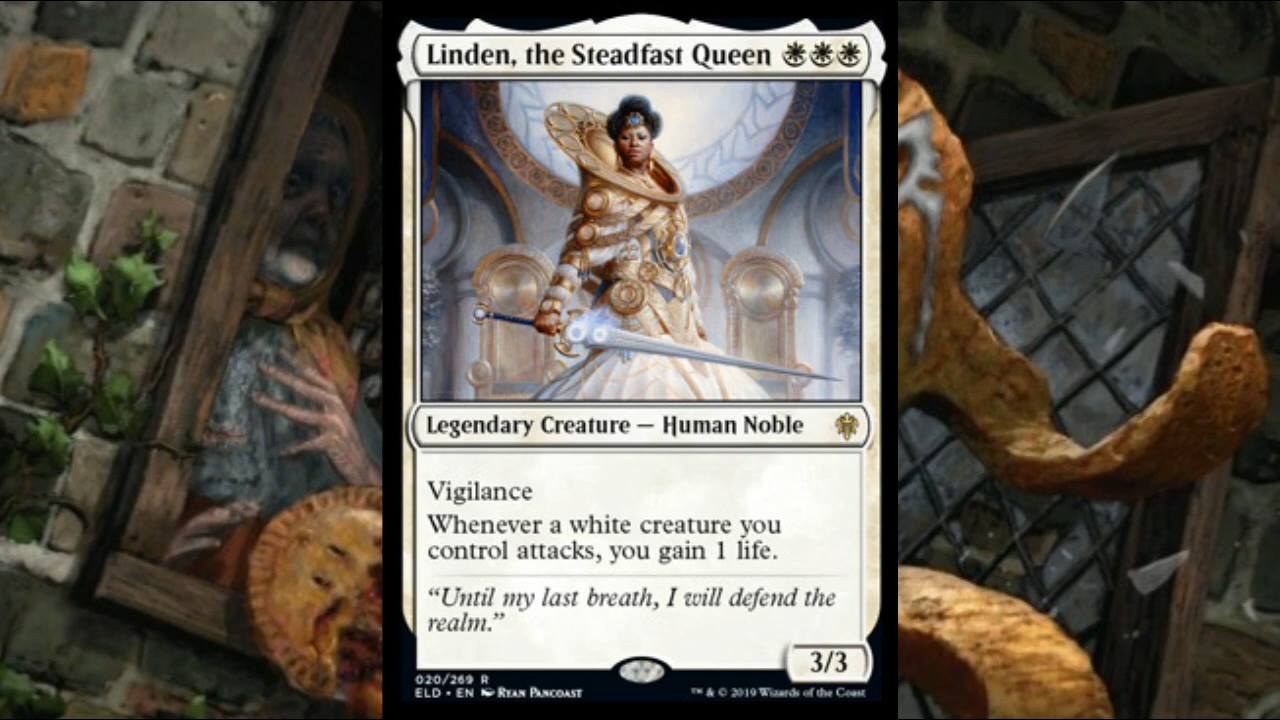 Linden, the Steadfast Queen
Legendary Creature — Human Noble
Vigilance
Whenever a white creature you
control attacks, you gain 1 life.
“Until my last breath, I will defend the
realm.”
3/3
020/269 R
ELD • EN Ryan Pancoast
™ & © 2019 Wizards of the Coast